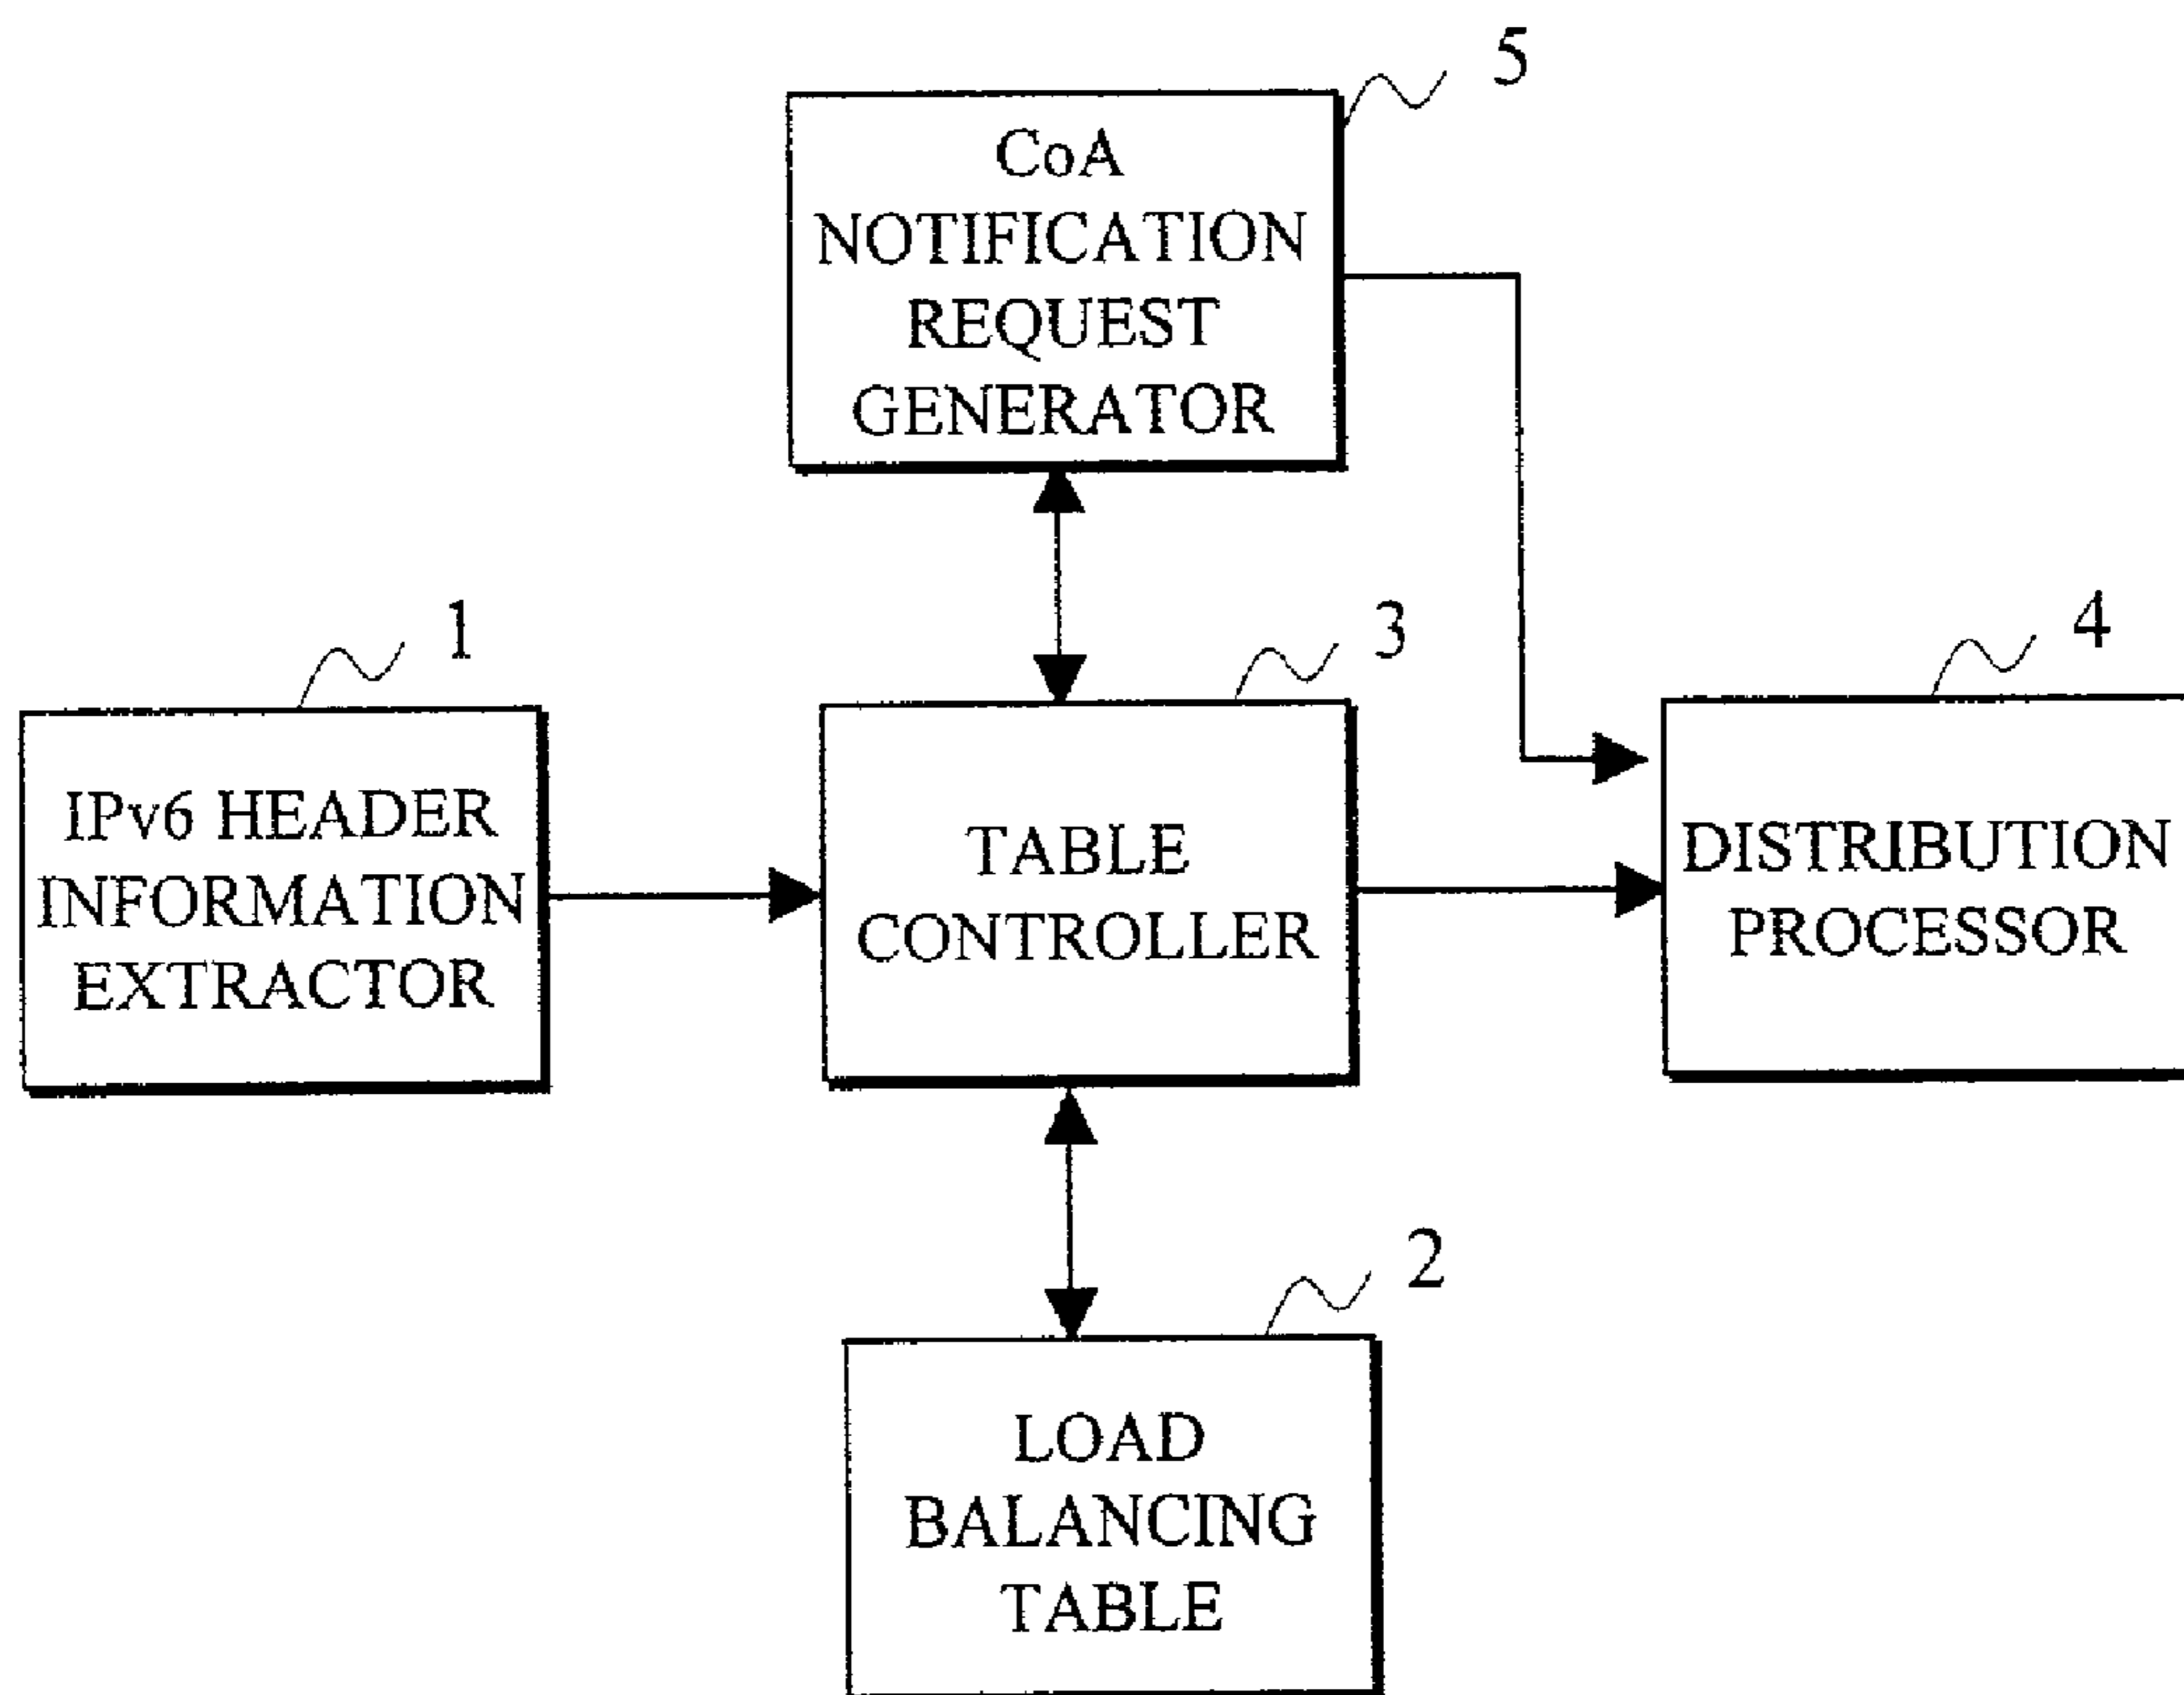 5
CoA
NOTIFICATION
REQUEST
GENERATOR
1
3
4
IPv6 HEADER
INFORMATION
EXTRACTOR
TABLE
CONTROLLER
DISTRIBUTION
PROCESSOR
2
LOAD
BALANCING
TABLE